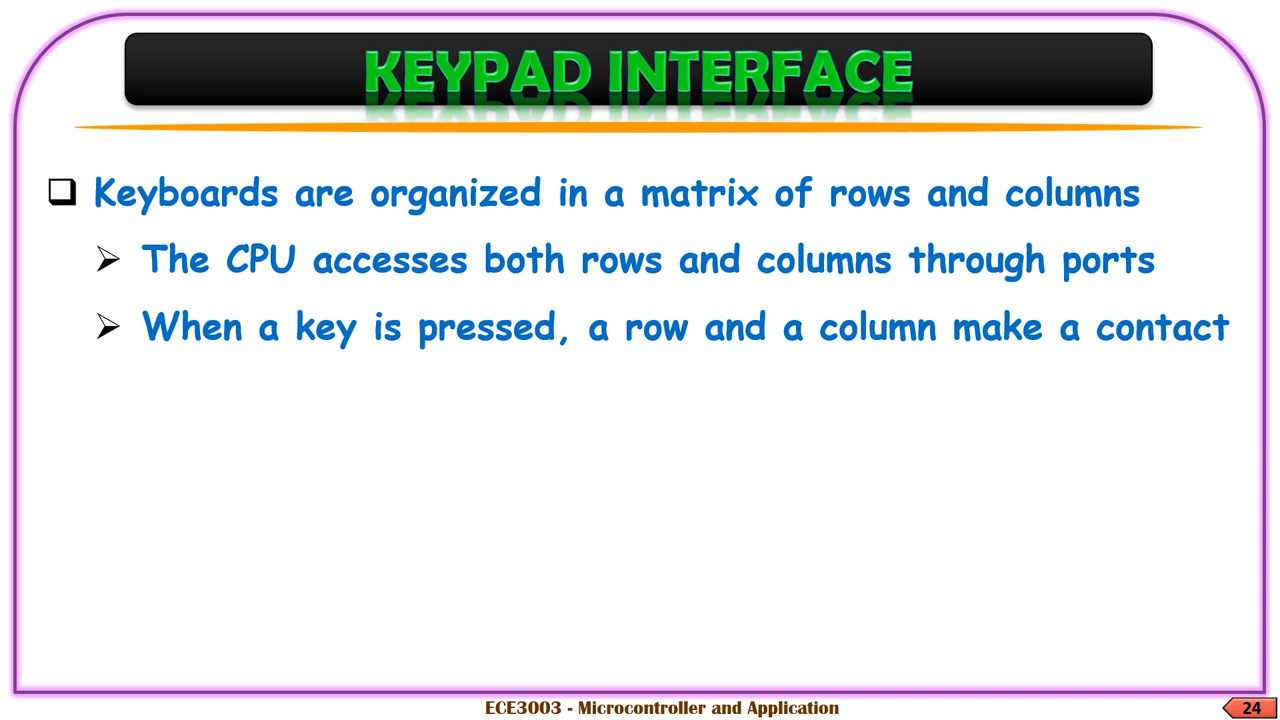 KEYPAD INTERFACE
❑ Keyboards are organized in a matrix of rows and columns
➢ The CPU accesses both rows and columns through ports
➢ When a key is pressed, a row and a column make a contact
ECE3003 - Microcontroller and Application
24